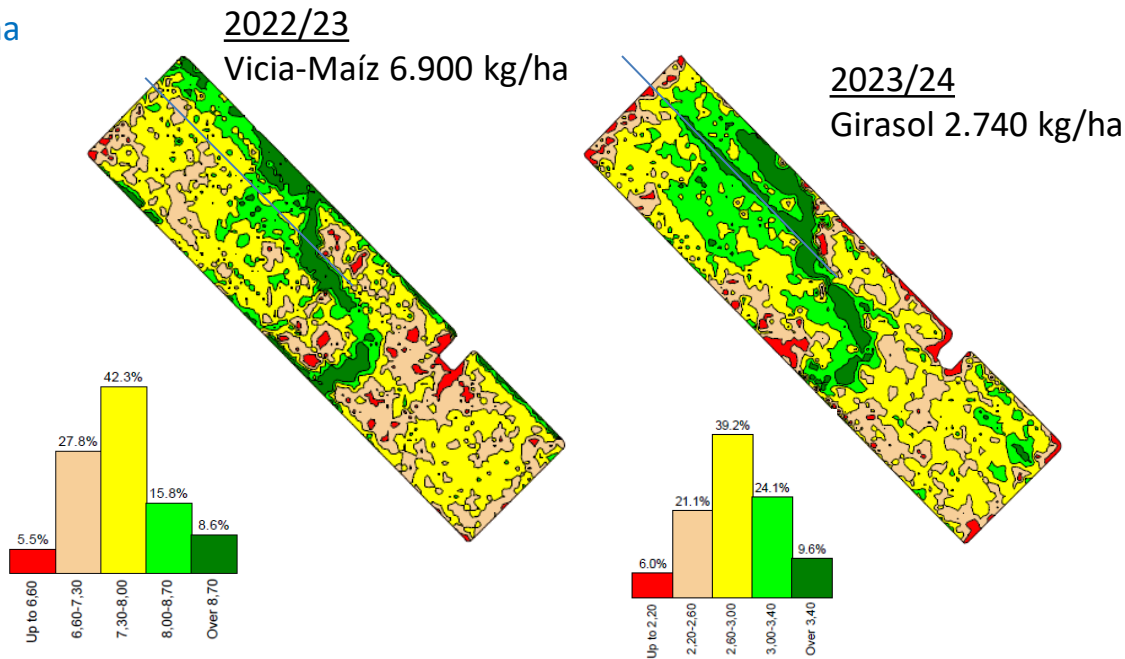 na
2022/23
Vicia-Maíz 6.900 kg/ha
2023/24
Girasol 2.740 kg/ha
5.5%
27.8%
42.3%
15.8%
8.6%
Up to 6,60
6,60-7,30
7,30-8,00
8,00-8,70
Over 8,70
6.0%
21.1%
39.2%
24.1%
9.6%
Up to 2,20
2,20-2,60
2,60-3,00
3,00-3,40
Over 3,40